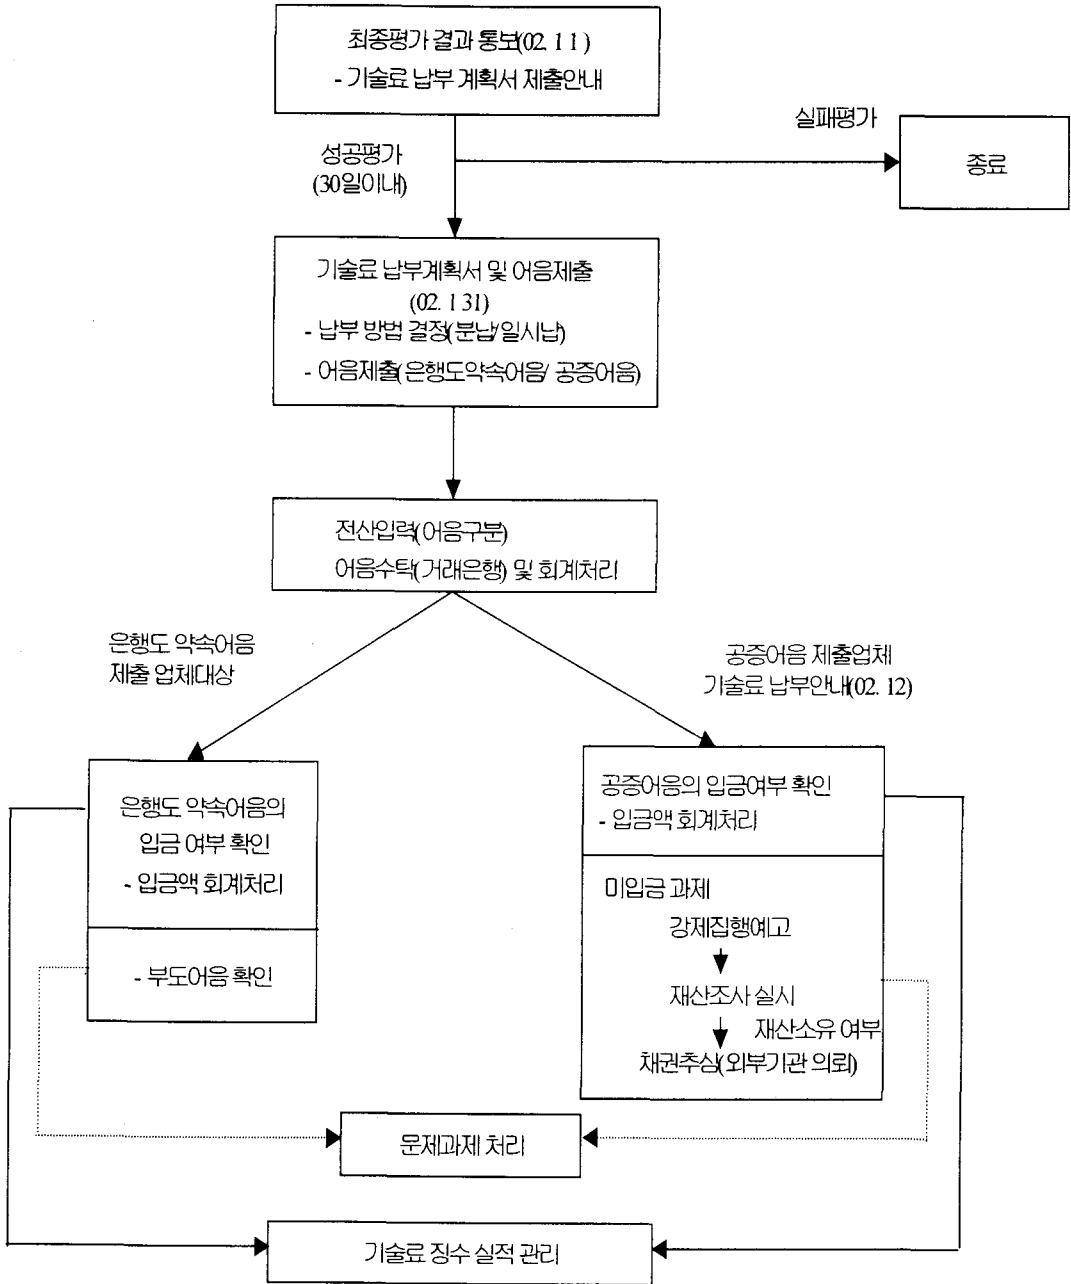 최종평가 결과 통보(02. 1 1)
- 기술료 납부 계획서 제출안내
실패평가
종료
성공평가
(30일이내)
기술료 납부계획서 및 어음제출
(02. 1 31)
- 납부 방법 결정(분납/일시납)
- 어음제출(은행도약속어음/ 공증어음)
전산입력(어음구분)
어음수탁(거래은행) 및 회계처리
은행도 약속어음
제출 업체대상
공증어음 제출업체
기술료 납부안내(02. 12)
은행도 약속어음의
입금 여부 확인
- 입금액 회계처리
- 부도어음 확인
공증어음의 입금여부 확인
- 입금액 회계처리
미입금 과제
강제집행예고
재산조사 실시
재산소유 여부
채권추심(외부기관 의뢰)
문제과제 처리
기술료 징수 실적 관리